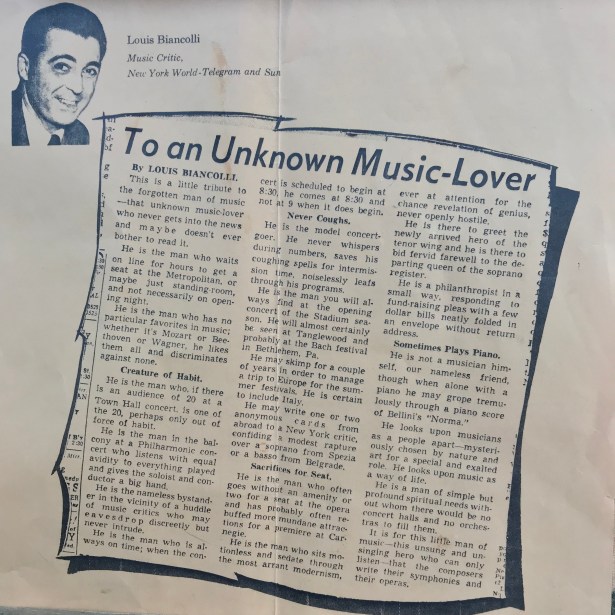 Louis Biancolli
Music Critic,
New York World-Telegram and Sun
To an Unknown Music-Lover
By LOUIS BIANCOLLI.
This is a little tribute to
the forgotten man of music
—that unknown music-lover
who never gets into the news
and maybe doesn't ever
bother to read it.
He is the man who waits
on line for hours to get a
seat at the Metropolitan, or
maybe just standing room,
and not necessarily on open-
ing night.
He is the man who has no
particular favorites in music;
whether it's Mozart or Bee-
thoven or Wagner, he likes
them all and discriminates
against none.
Creature of Habit.
He is the man who, if there
is an audience of 20 at a
Town Hall concert, is one of
the 20, perhaps only out of
force of habit.
He is the man in the bal-
cony at a Philharmonic con-
cert who listens with equal
avidity to everything played
and gives the soloist and con-
ductor a big hand.
He is the nameless bystand-
er in the vicinity of a huddle
of music critics who may
eavesdrop discreetly but
never intrude.
He is the man who is al-
ways on time; when the con-
cert is scheduled to begin at
8:30, he comes at 8:30 and
not at 9 when it does begin.
Never Coughs.
He is the model concert-
goer. He never whispers
during numbers, saves his
coughing spells for intermis-
sion time, noiselessly leafs
through his programs.
He is the man you will al-
ways find at the opening
concert of the Stadium sea-
son. He will almost certainly
be seen at Tanglewood and
probably at the Bach festival
in Bethlehem, Pa.
He may skimp for a couple
of years in order to manage
a trip to Europe for the sum-
mer festivals. He is certain
to include Italy.
He may write one or two
anonymous cards from
abroad to a New York critic,
confiding a modest rapture
over a soprano from Spezia
or a basso from Belgrade.
Sacrifices for Seat.
He is the man who often
goes without an amenity or
two for a seat at the opera
and has probably often re-
buffed more mundane attrac-
tions for a premiere at Car-
negie.
He is the man who sits mo-
tionless and sedate through
the most arrant modernism,
ever at attention for the
chance revelation of genius,
never openly hostile.
He is there to greet the
newly arrived hero of the
tenor wing and he is there to
bid fervid farewell to the de-
parting queen of the soprano
register.
He is a philanthropist in a
small way, responding to
fund-raising pleas with a few
dollar bills neatly folded in
an envelope without return
address.
Sometimes Plays Piano.
He is not a musician him-
self, our nameless friend,
though when alone with a
piano he may grope tremu-
lously through a piano score
of Bellini's "Norma."
He looks upon musicians
as a people apart—mysteri-
ously chosen by nature and
art for a special and exalted
role. He looks upon music as
a way of life.
He is a man of simple but
profound spiritual needs with-
out whom there would be no
concert halls and no orches-
tras to fill them.
It is for this little man of
music—this unsung and un-
singing hero who can only
listen—that the composers
write their symphonies and
their operas.